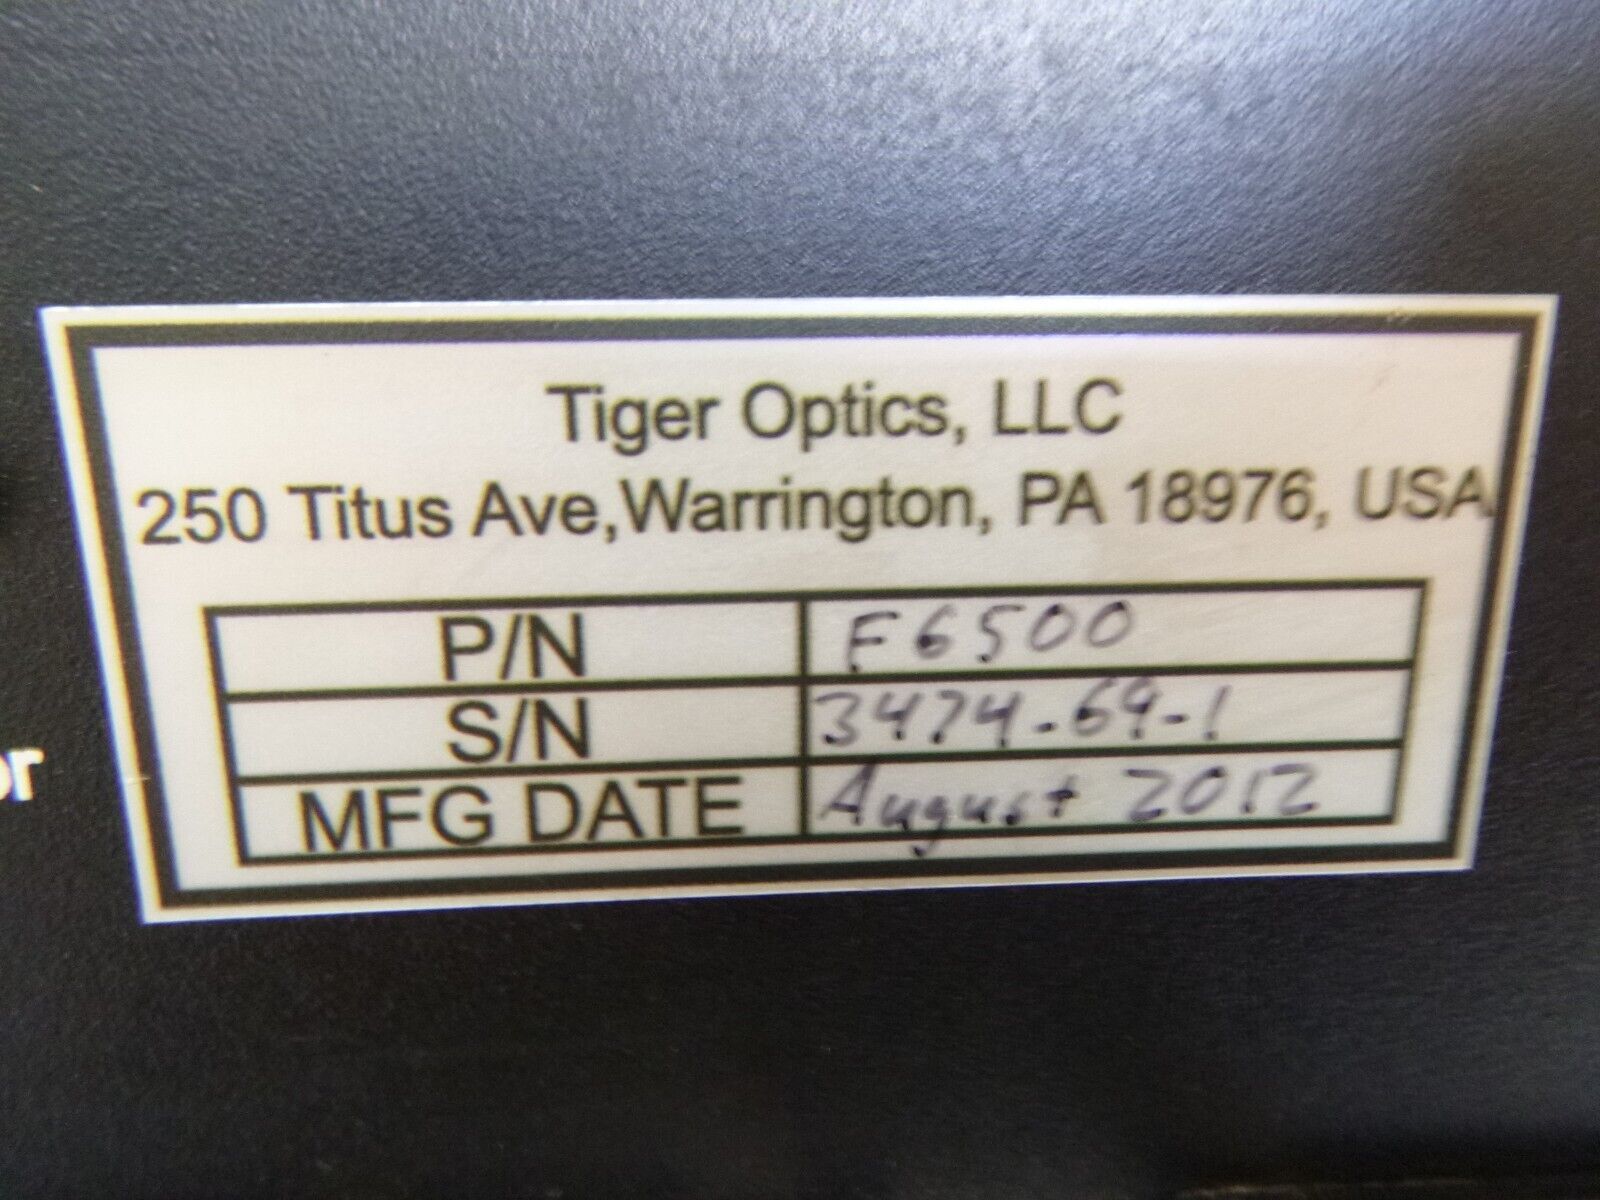 Tiger Optics, LLC
250 Titus Ave,Warrington, PA 18976, USA
P/N F6500
S/N 3474-69-1
MFG DATE August 2012
or